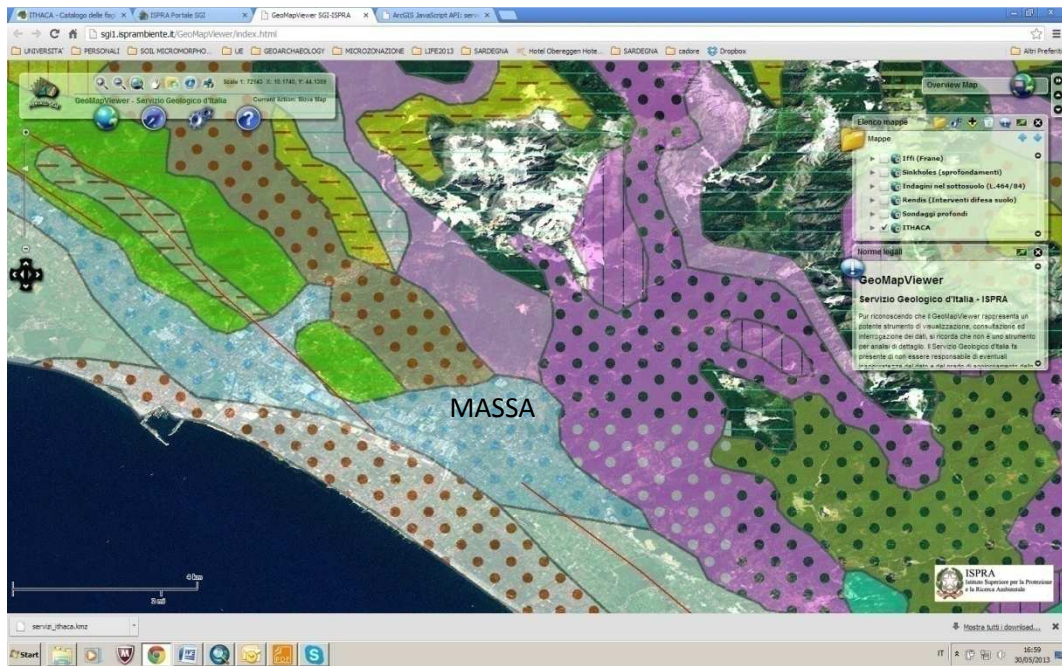 ITHACA - Catalogo delle fagl
ISPRA Portale SGI
GeoMapViewer SGI-ISPRA
ArcGIS JavaScript API: serv
sgi1.isprambiente.it/GeoMapViewer/index.html
UNIVERSITA' PERSONALI SOIL MICROMORPHO... UE GEOARCHAEOLOGY MICROZONAZIONE LIFE2013 SARDEGNA Hotel Obereggen Hote... SARDEGNA cadore Dropbox Altri Preferiti
Scale 1: 72143
GeoMapViewer - Servizio Geologico d'Italia
Current Action: Move Map
Overview Map
Elenco mappe
Mappe
Iffi (Frane)
Sinkholes (sprofondamenti)
Indagini nel sottosuolo (L.464/84)
Rendis (Interventi difesa suolo)
Sondaggi profondi
ITHACA
Norme legali
GeoMapViewer
Servizio Geologico d'Italia - ISPRA
Pur riconoscendo che il GeoMapViewer rappresenta un
potente strumento di visualizzazione, consultazione ed
interrogazione dei dati, si ricorda che non è uno strumento
per analisi di dettaglio. Il Servizio Geologico d'Italia fa
presente di non essere responsabile di eventuali
MASSA
4 km
2 mi
ISPRA
Istituto Superiore per la Protezione
e la Ricerca Ambientale
servizi_ithaca.kmz
Mostra tutti i download...
Start
IT
16:59
30/05/2013